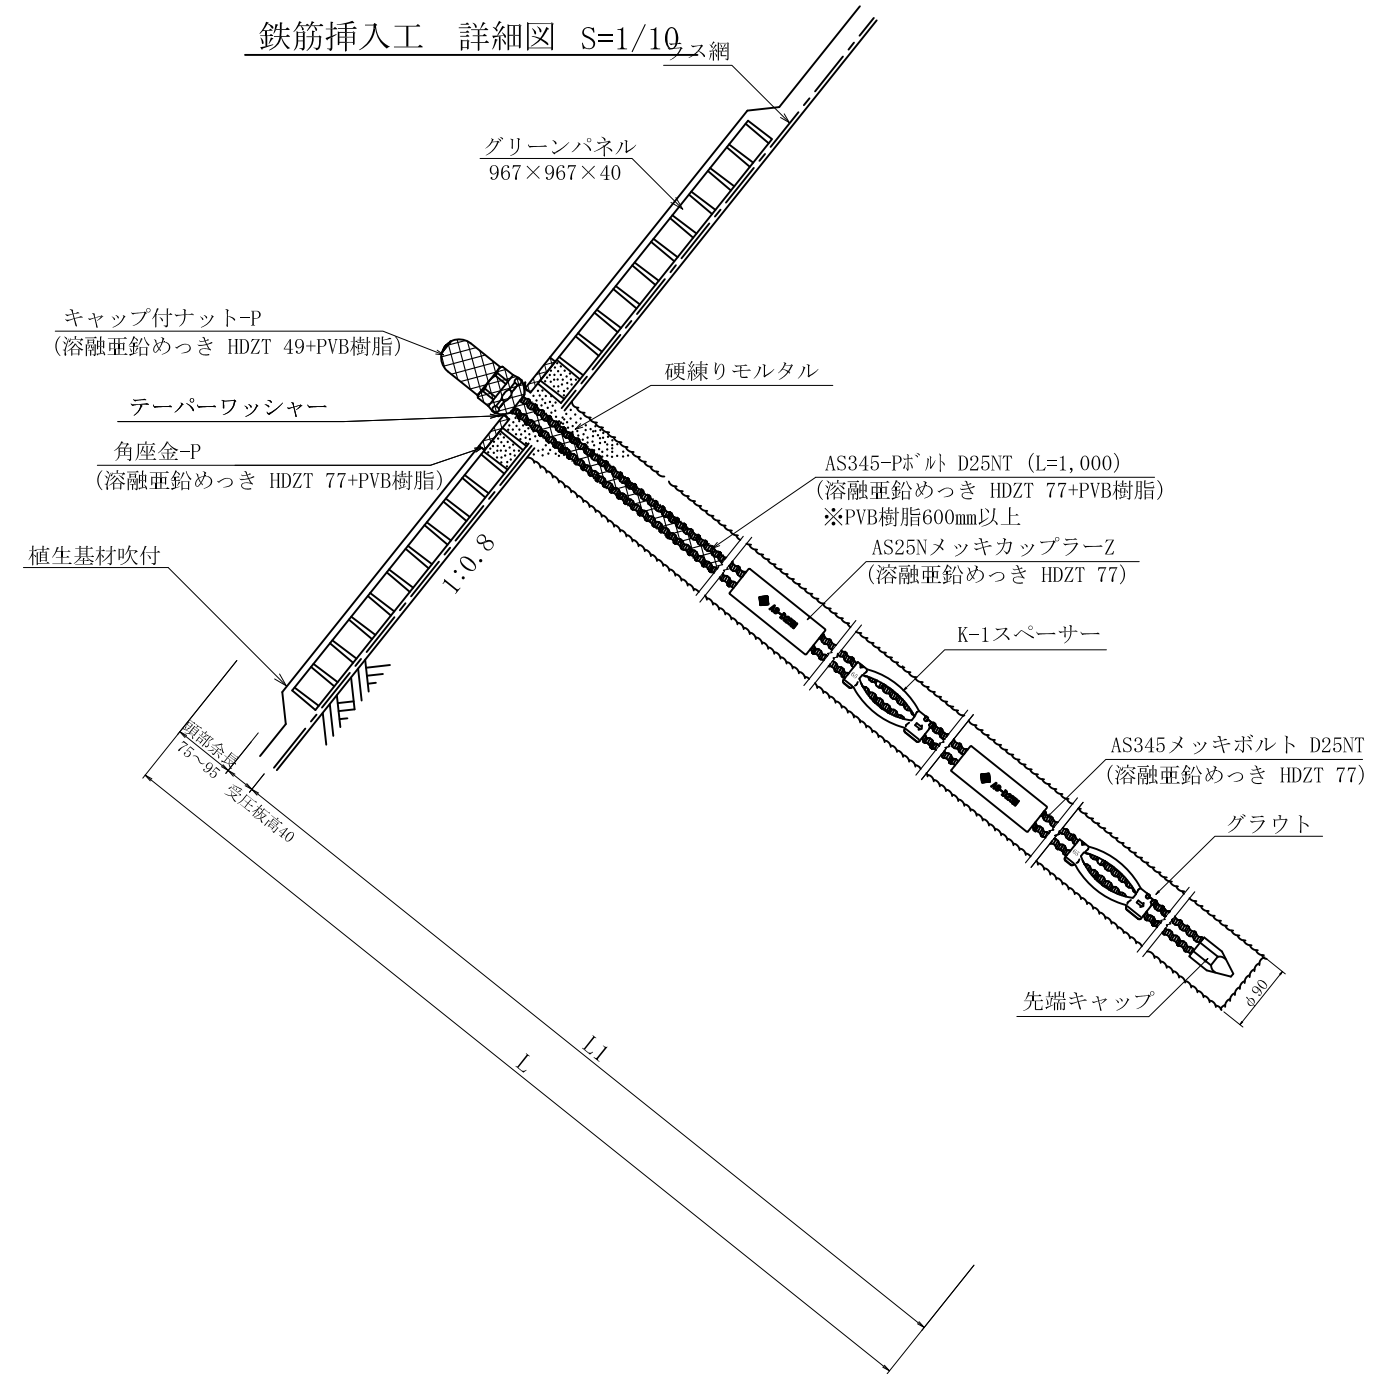 鉄筋挿入工　詳細図 S=1/10
ラス網
グリーンパネル
967×967×40
キャップ付ナット-P
(溶融亜鉛めっき HDZT 49+PVB樹脂)
硬練りモルタル
テーパーワッシャー
角座金-P
(溶融亜鉛めっき HDZT 77+PVB樹脂)
AS345-Pﾎﾞﾙﾄ D25NT (L=1,000)
(溶融亜鉛めっき HDZT 77+PVB樹脂)
※PVB樹脂600mm以上
植生基材吹付
1:0.8
AS25NメッキカップラーZ
(溶融亜鉛めっき HDZT 77)
K-1スペーサー
頭部余長
75～95
受圧板高40
AS345メッキボルト D25NT
(溶融亜鉛めっき HDZT 77)
グラウト
先端キャップ
φ90
L1
L